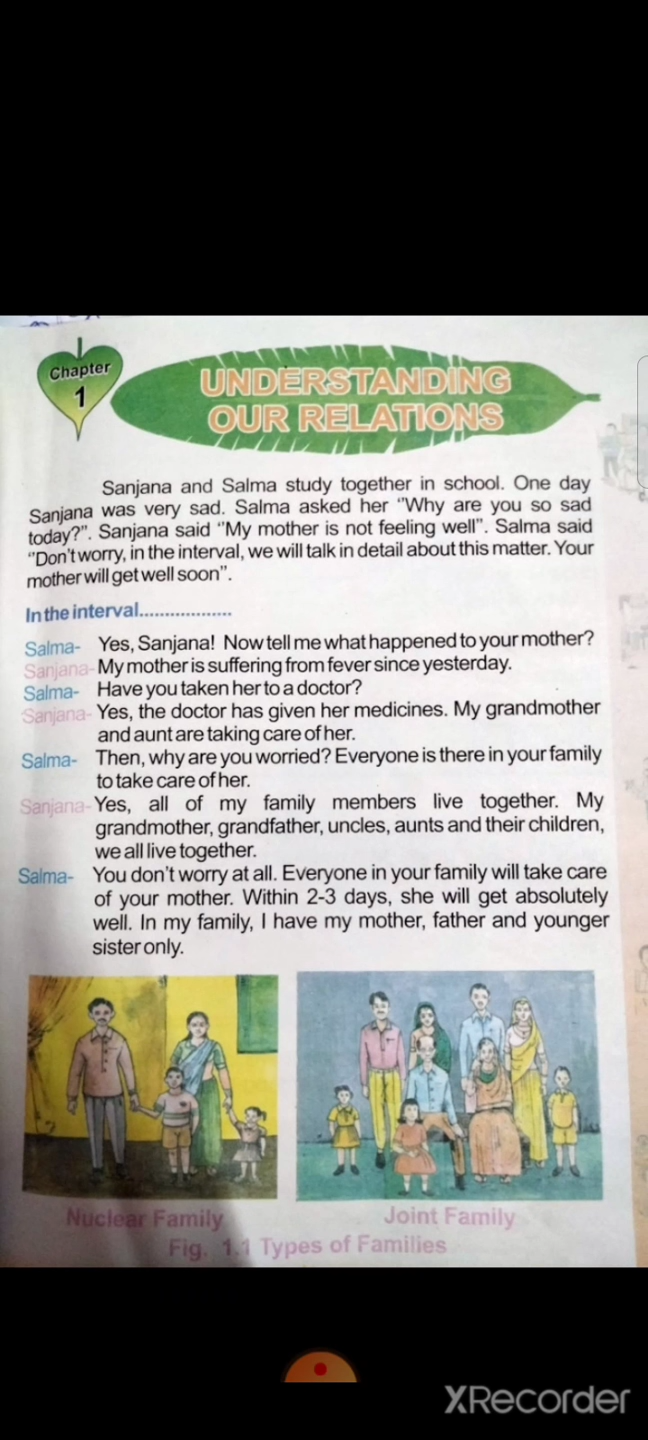 Chapter
1
UNDERSTANDING
OUR RELATIONS
Sanjana and Salma study together in school. One day
Sanjana was very sad. Salma asked her "Why are you so sad
today?". Sanjana said "My mother is not feeling well". Salma said
"Don't worry, in the interval, we will talk in detail about this matter. Your
mother will get well soon".
In the interval..................
Salma- Yes, Sanjana! Now tell me what happened to your mother?
Sanjana- My mother is suffering from fever since yesterday.
Salma- Have you taken her to a doctor?
Sanjana- Yes, the doctor has given her medicines. My grandmother
and aunt are taking care of her.
Salma- Then, why are you worried? Everyone is there in your family
to take care of her.
Sanjana- Yes, all of my family members live together. My
grandmother, grandfather, uncles, aunts and their children,
we all live together.
Salma- You don't worry at all. Everyone in your family will take care
of your mother. Within 2-3 days, she will get absolutely
well. In my family, I have my mother, father and younger
sister only.
Nuclear Family
Joint Family
Fig. 1.1 Types of Families
XRecorder